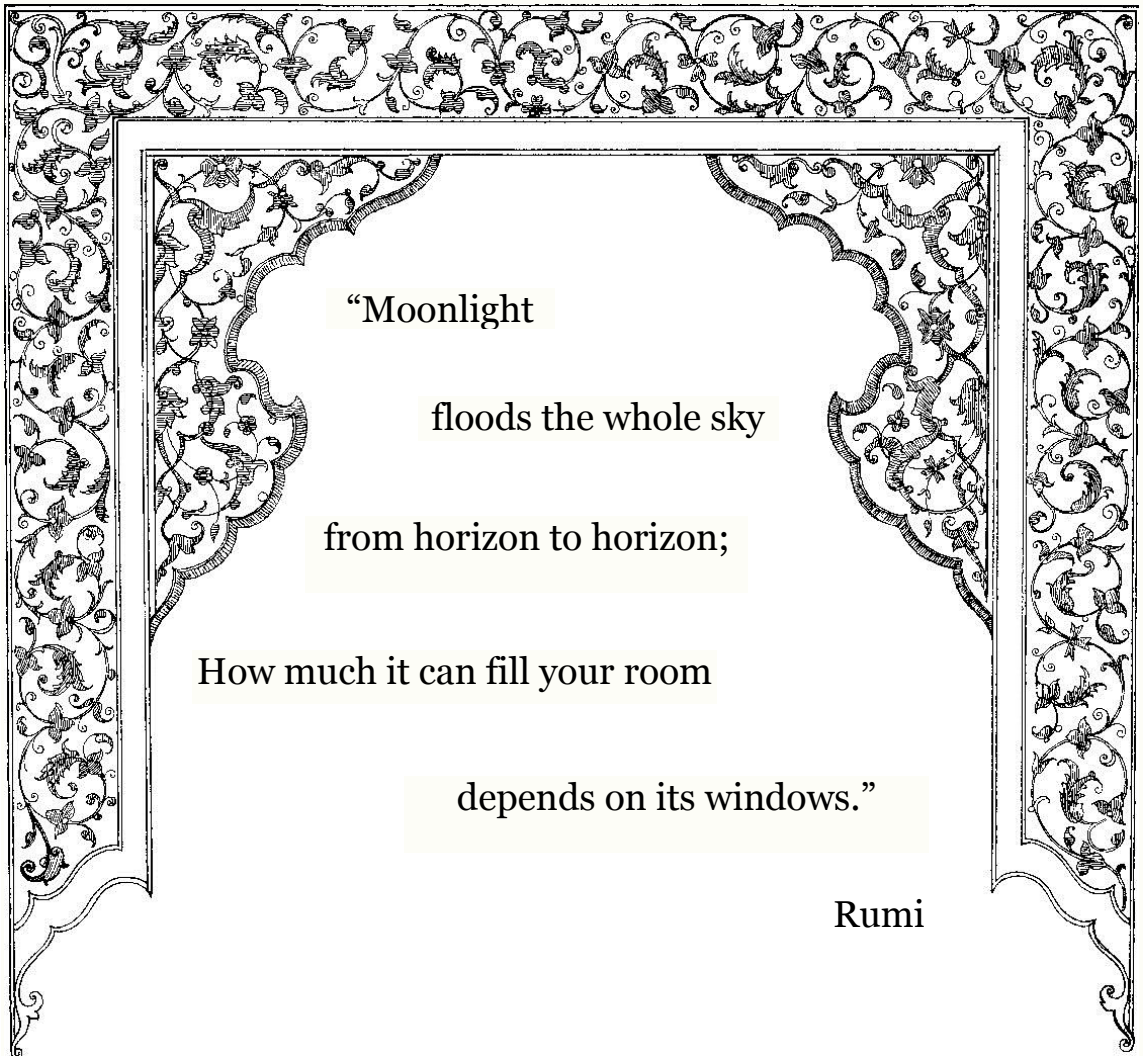 “Moonlight
floods the whole sky
from horizon to horizon;
How much it can fill your room
depends on its windows.”
Rumi